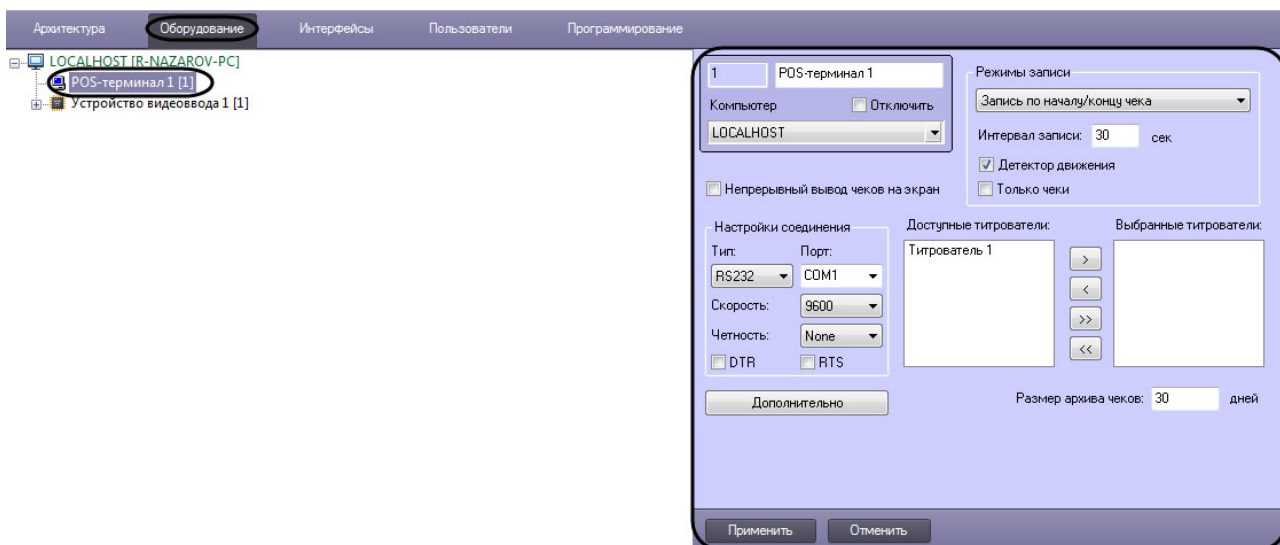 Архитектура Оборудование Интерфейсы Пользователи Программирование
LOCALHOST [R-NAZAROV-PC]
POS-терминал 1 [1]
Устройство видеоввода 1 [1]
1 POS-терминал 1
Компьютер Отключить
LOCALHOST
Непрерывный вывод чеков на экран
Режимы записи
Запись по началу/концу чека
Интервал записи: 30 сек
Детектор движения
Только чеки
Настройки соединения
Тип: Порт:
RS232 COM1
Скорость: 9600
Четность: None
DTR RTS
Доступные титрователи: Выбранные титрователи:
Титрователь 1
>
<
>>
<<
Дополнительно
Размер архива чеков: 30 дней
Применить Отменить